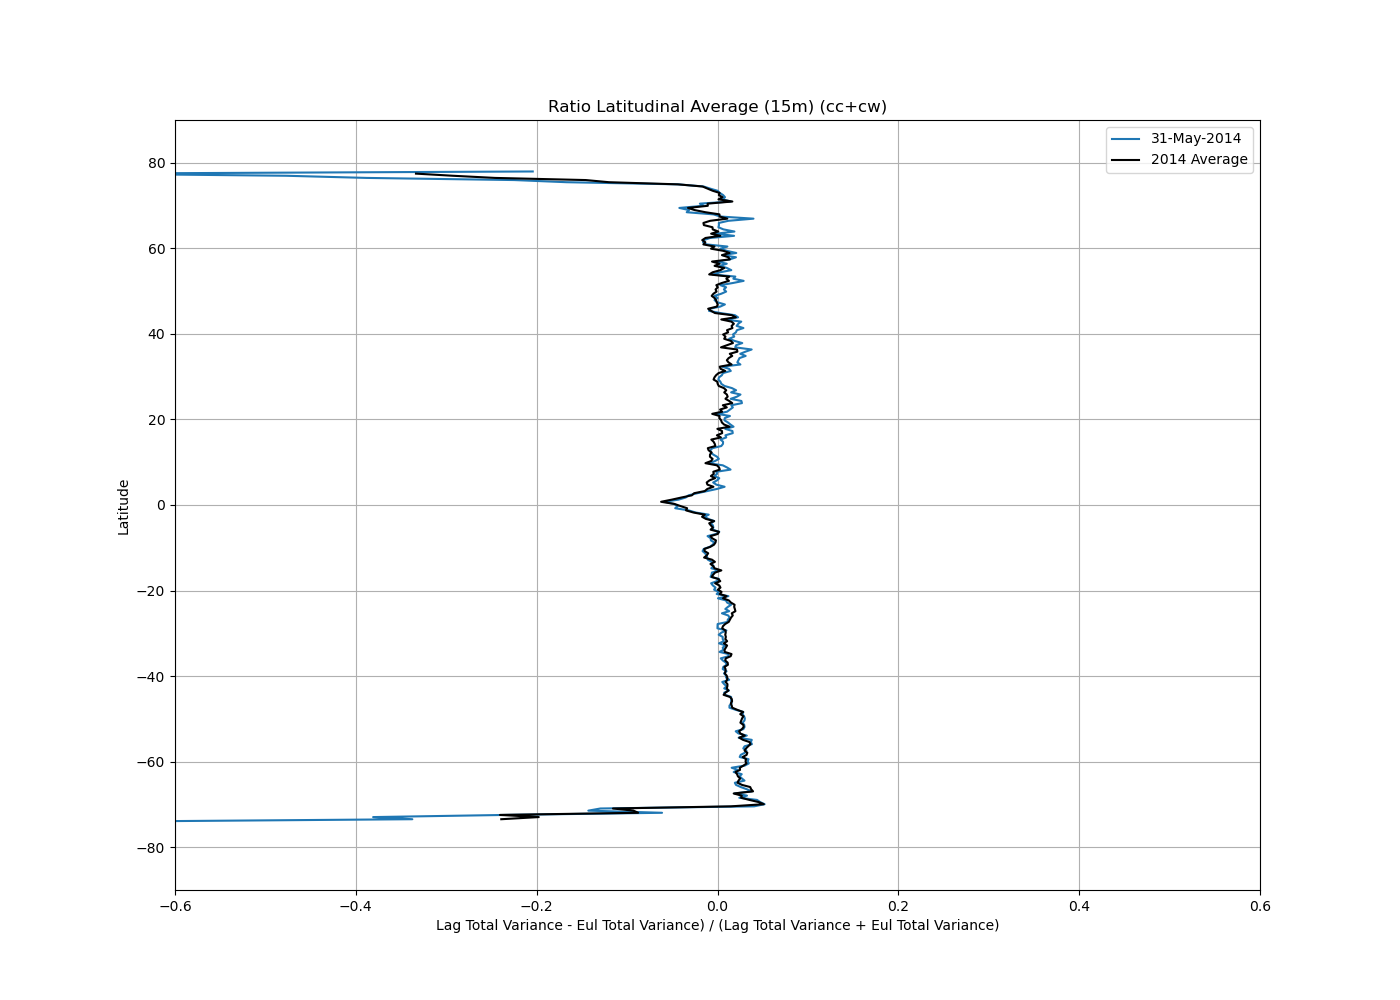 Ratio Latitudinal Average (15m) (cc+cw)
31-May-2014
2014 Average
80
60
40
20
0
−20
−40
−60
−80
Latitude
−0.6 −0.4 −0.2 0.0 0.2 0.4 0.6
Lag Total Variance - Eul Total Variance) / (Lag Total Variance + Eul Total Variance)